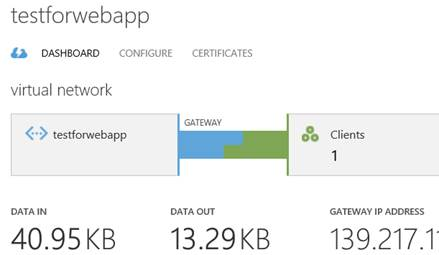 testforwebapp
DASHBOARD CONFIGURE CERTIFICATES
virtual network
GATEWAY
testforwebapp
Clients
1
DATA IN DATA OUT GATEWAY IP ADDRESS
40.95 KB 13.29 KB 139.217.1